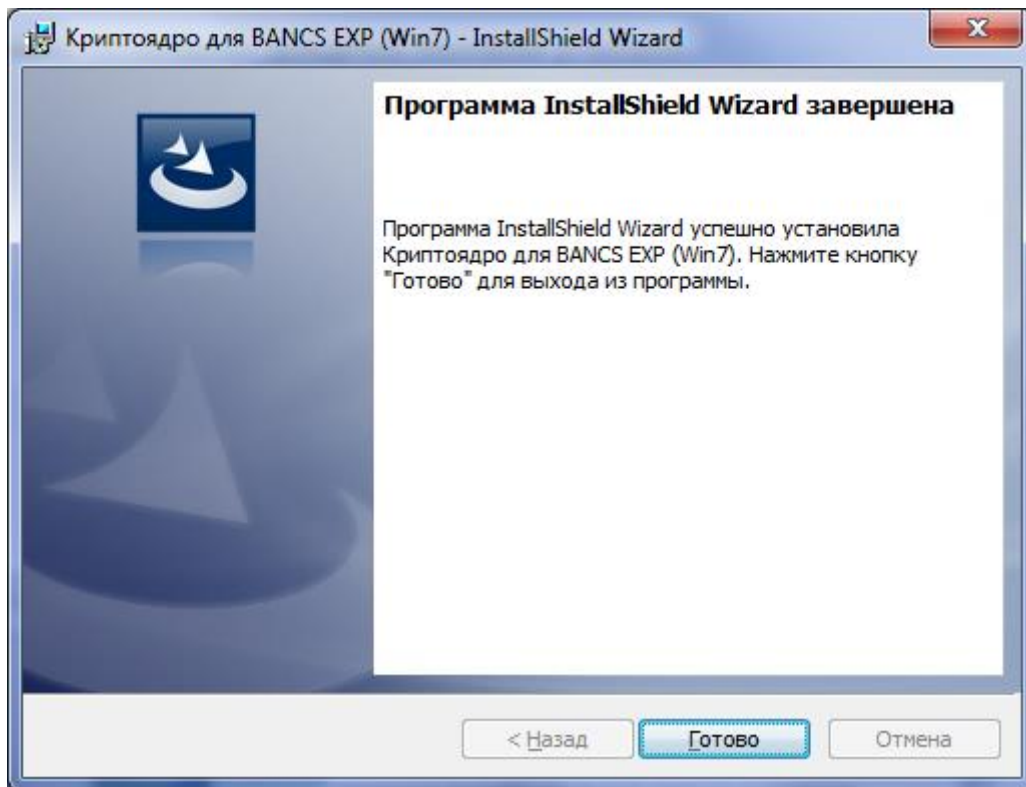 Криптоядро для BANCS EXP (Win7) - InstallShield Wizard
Программа InstallShield Wizard завершена
Программа InstallShield Wizard успешно установила
Криптоядро для BANCS EXP (Win7). Нажмите кнопку
"Готово" для выхода из программы.
< Назад Готово Отмена